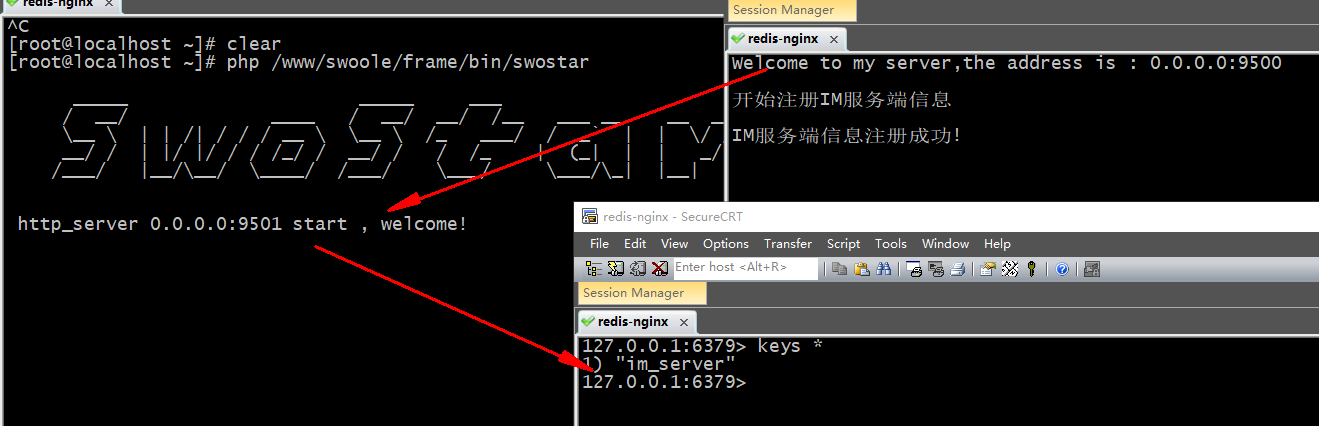 redis-nginx
^C
[root@localhost ~]# clear
[root@localhost ~]# php /www/swoole/frame/bin/swostar
SwoStar
http_server 0.0.0.0:9501 start , welcome!
Session Manager
redis-nginx ×
Welcome to my server,the address is : 0.0.0.0:9500
开始注册IM服务端信息
IM服务端信息注册成功!
redis-nginx - SecureCRT
File Edit View Options Transfer Script Tools Window Help
Enter host <Alt+R>
Session Manager
redis-nginx ×
127.0.0.1:6379> keys *
1) "im_server"
127.0.0.1:6379>